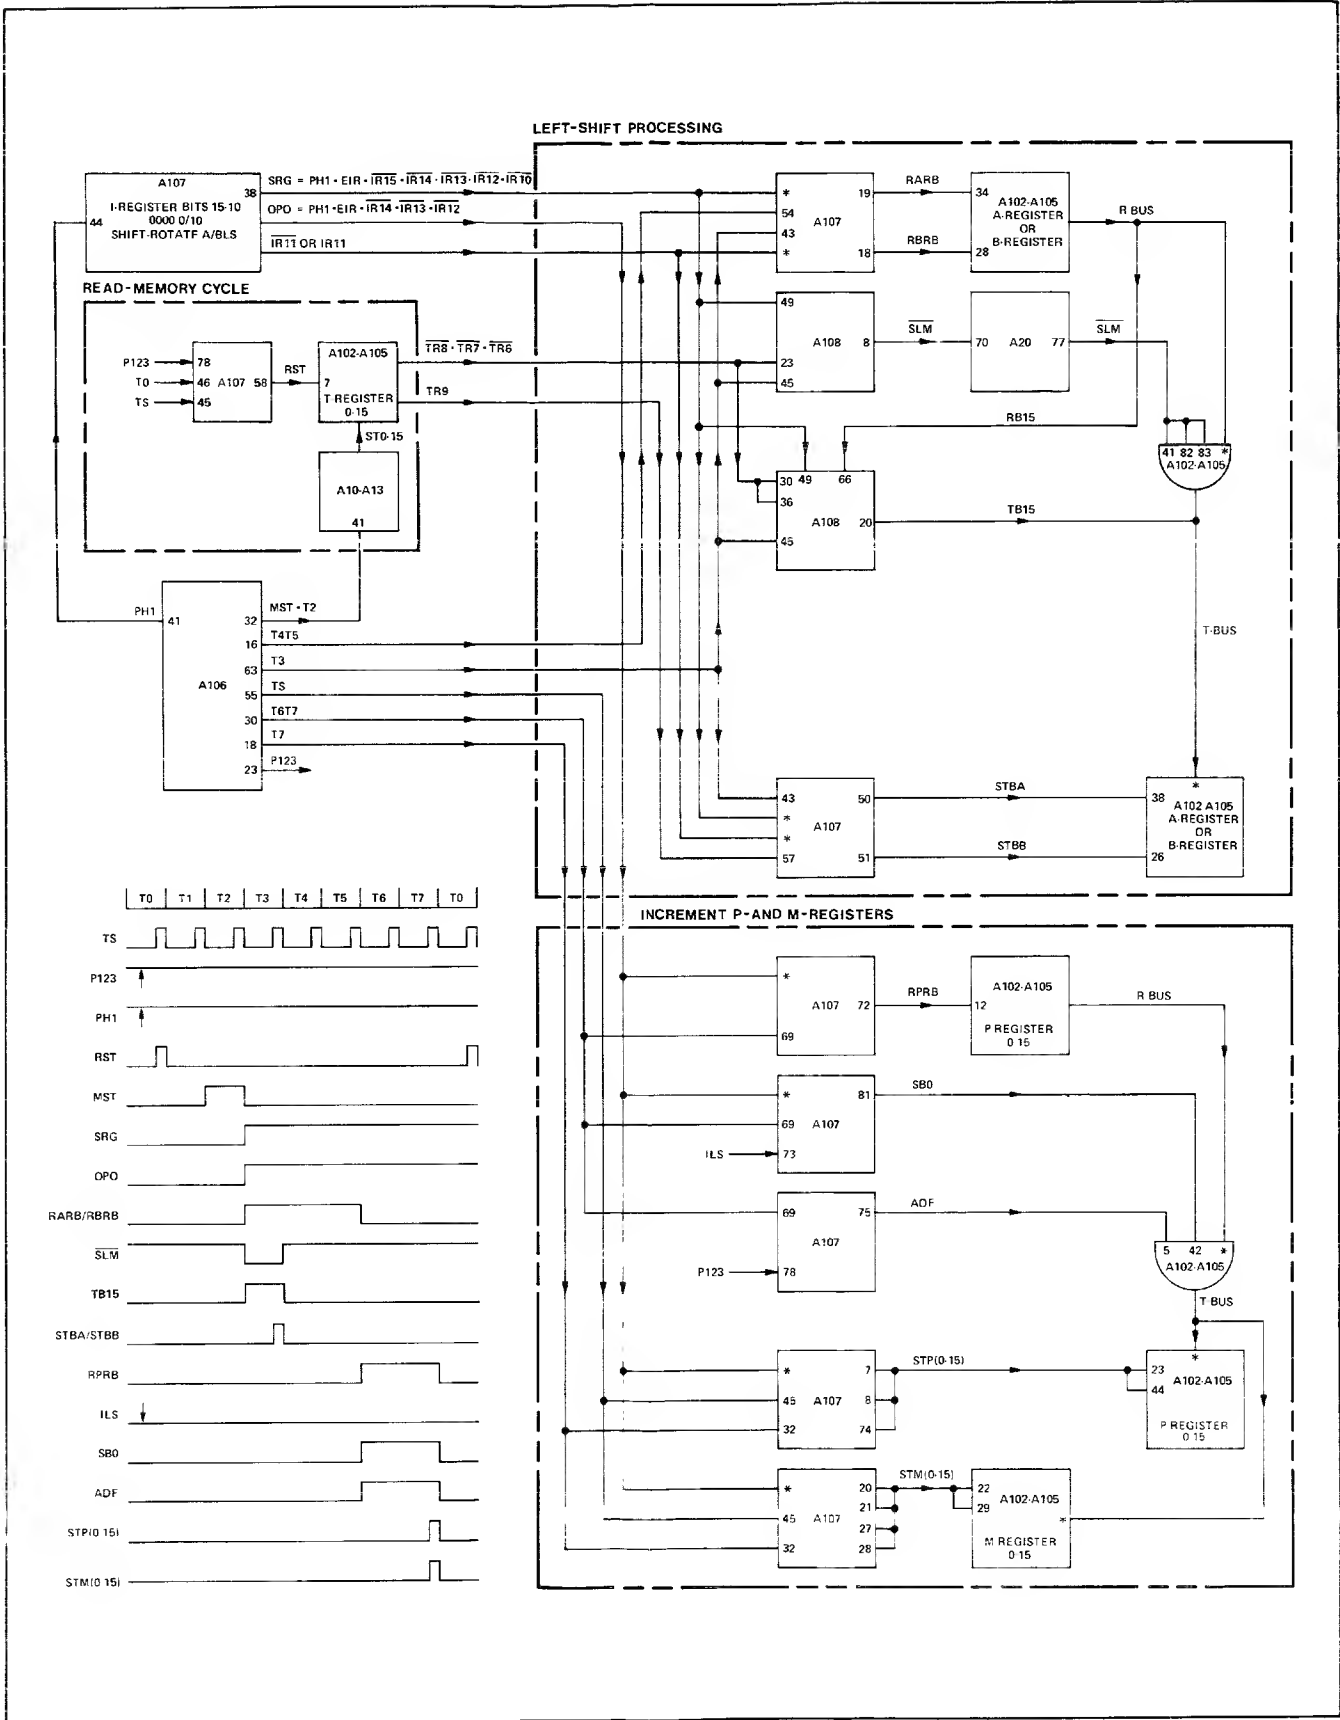 LEFT-SHIFT PROCESSING
A107
38
I-REGISTER BITS 15-10
0000 0/10
SHIFT-ROTATE A/BLS
44
SRG = PH1 • EIR • IR15 • IR14 • IR13 • IR12 • IR10
OPO = PH1 • EIR • IR14 • IR13 • IR12
IR11 OR IR11
*
54
43
*
A107
19
18
RARB
RBRB
34
28
A102-A105
A-REGISTER
OR
B-REGISTER
R BUS
READ-MEMORY CYCLE
P123
T0
TS
78
46 A107 58
45
RST
A102-A105
7
T-REGISTER
0-15
ST0-15
A10-A13
41
TR8 • TR7 • TR6
TR9
49
23
45
A108
8
SLM
70 A20 77
SLM
RB15
41 82 83 *
A102-A105
30 49 66
36
A108 20
45
TB15
T-BUS
PH1
41
A106
32
16
63
55
30
18
23
MST • T2
T4T5
T3
TS
T6T7
T7
P123
43
*
*
57
A107
50
51
STBA
STBB
*
38
A102 A105
A-REGISTER
OR
B-REGISTER
26
INCREMENT P-AND M-REGISTERS
*
A107 72
69
RPRB
A102-A105
12
P REGISTER
0 15
R BUS
* 81
69 A107
73
ILS
SB0
69 75
A107
78
P123
ADF
5 42 *
A102-A105
T BUS
*
45
32
A107
7
8
74
STP(0-15)
*
23
44
A102-A105
P REGISTER
0 15
*
45
32
A107
20
21
27
28
STM(0-15)
22
29
A102-A105
*
M REGISTER
0 15
T0 T1 T2 T3 T4 T5 T6 T7 T0
TS
P123
PH1
RST
MST
SRG
OPO
RARB/RBRB
SLM
TB15
STBA/STBB
RPRB
ILS
SB0
ADF
STP(0 15)
STM(0 15)